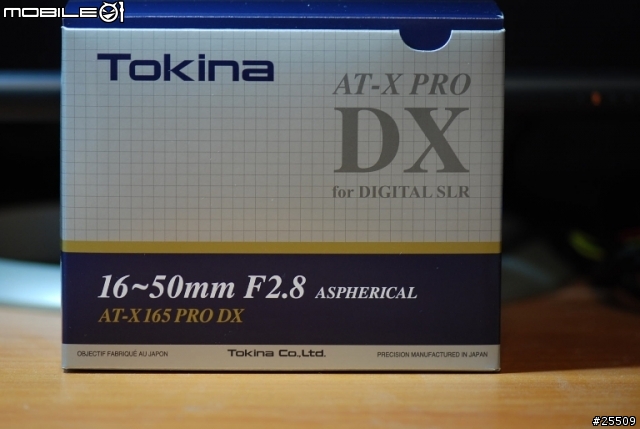 MOBILE01
Tokina
AT-X PRO
DX
for DIGITAL SLR
16~50mm F2.8 ASPHERICAL
AT-X165 PRO DX
OBJECTIF FABRIQUÉ AU JAPON
Tokina Co.,Ltd.
PRECISION MANUFACTURED IN JAPAN
#25509